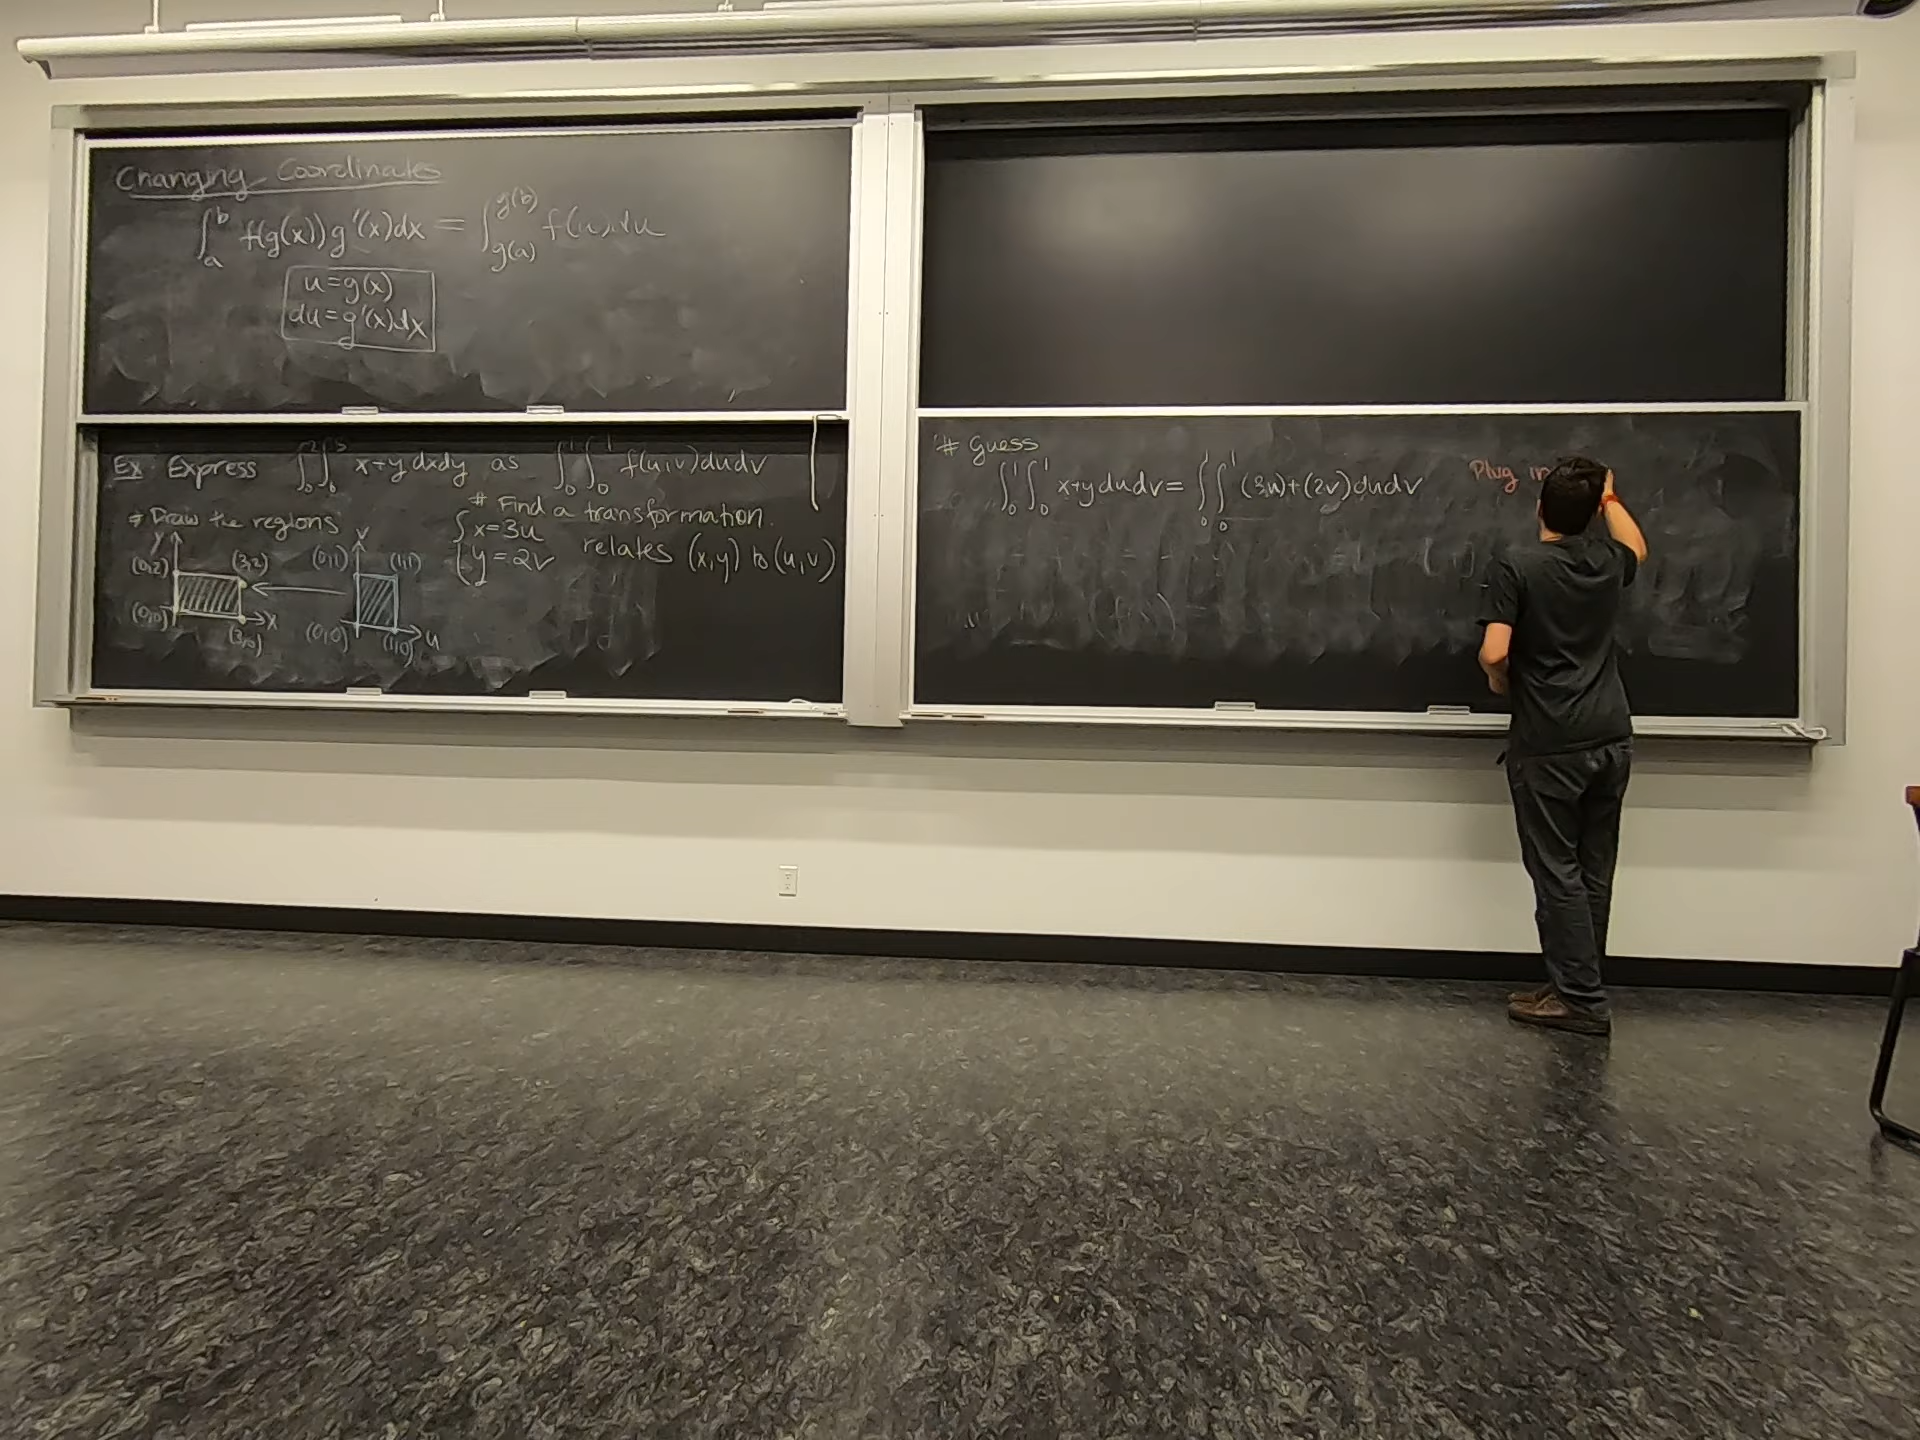 Changing Coordinates
∫_a^b f(g(x)) g'(x)dx = ∫_{g(a)}^{g(b)} f(u)du
u=g(x)
du=g'(x)dx
Ex. Express ∫_0^2∫_0^3 x+y dxdy as ∫_0^1∫_0^1 f(u,v)dudv
# Draw the regions
y
(0,2)
(3,2)
(0,0)
x
(3,0)
v
(0,1)
(1,1)
(0,0)
(1,0)
u
# Find a transformation.
{ x=3u
y=2v
relates (x,y) to (u,v)
# Guess
∫_0^1∫_0^1 x+y dudv = ∫_0^1∫_0^1 (3u)+(2v)dudv
Plug in